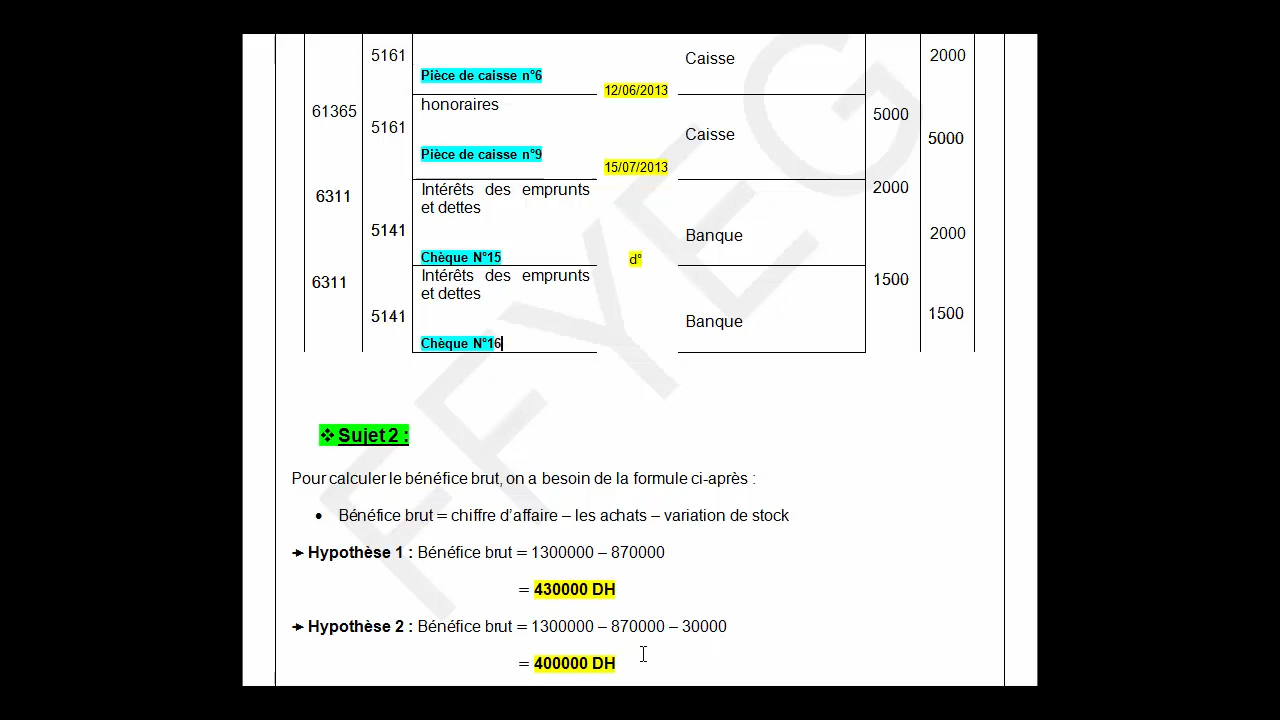 5161 Caisse 2000
Pièce de caisse n°6
12/06/2013
61365 honoraires 5000
5161 Caisse 5000
Pièce de caisse n°9
15/07/2013
6311 Intérêts des emprunts 2000
et dettes
5141 Banque 2000
Chèque N°15
d°
6311 Intérêts des emprunts 1500
et dettes
5141 Banque 1500
Chèque N°16
❖ Sujet 2 :
Pour calculer le bénéfice brut, on a besoin de la formule ci-après :
• Bénéfice brut = chiffre d’affaire – les achats – variation de stock
➔ Hypothèse 1 : Bénéfice brut = 1300000 – 870000
= 430000 DH
➔ Hypothèse 2 : Bénéfice brut = 1300000 – 870000 – 30000
= 400000 DH
FFYEG